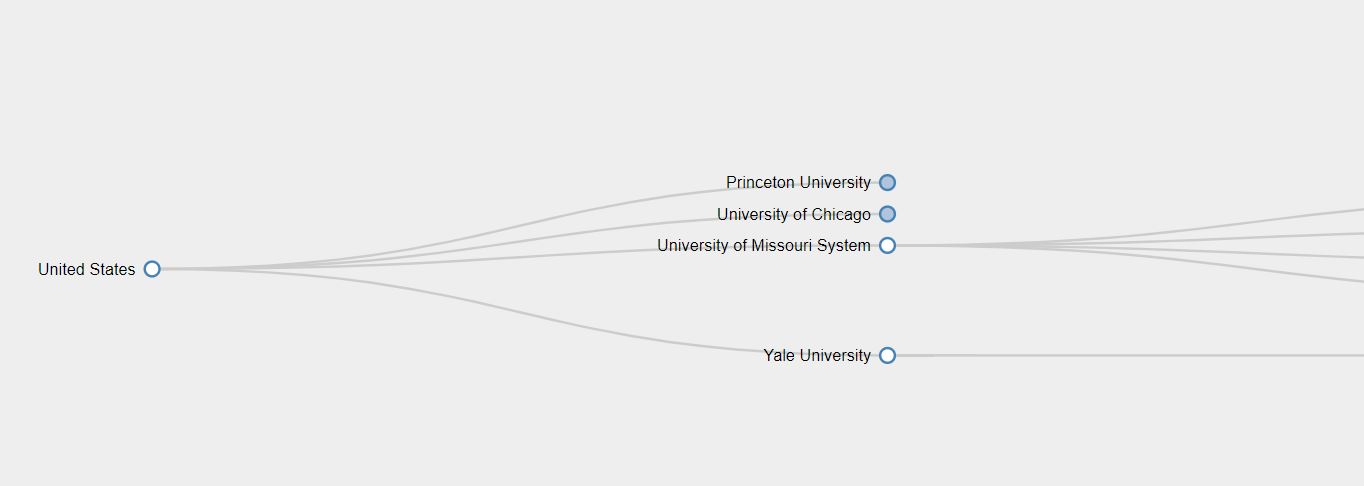 Princeton University
University of Chicago
University of Missouri System
United States
Yale University